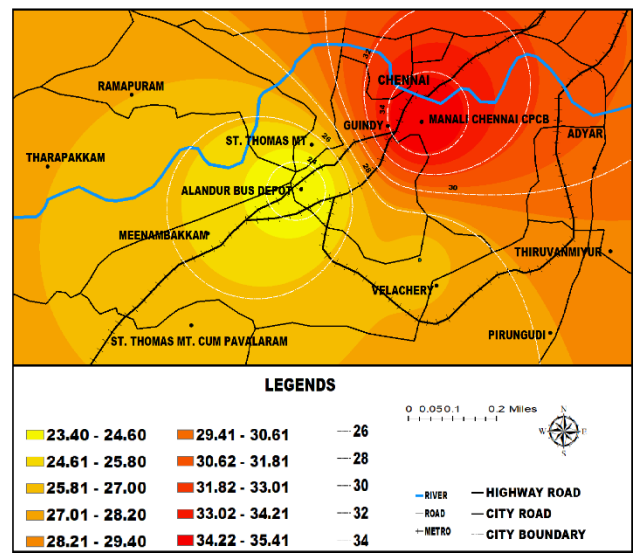 CHENNAI
32
RAMAPURAM
34
MANALI CHENNAI CPCB
GUINDY
ADYAR
ST. THOMAS MT
26
THARAPAKKAM
24
28
ALANDUR BUS DEPOT
30
MEENAMBAKKAM
THIRUVANMIYUR
VELACHERY
PIRUNGUDI
ST. THOMAS MT. CUM PAVALARAM
LEGENDS
23.40 - 24.60
24.61 - 25.80
25.81 - 27.00
27.01 - 28.20
28.21 - 29.40
29.41 - 30.61
30.62 - 31.81
31.82 - 33.01
33.02 - 34.21
34.22 - 35.41
26
28
30
32
34
0 0.050.1 0.2 Miles
N
W E
S
RIVER
ROAD
METRO
HIGHWAY ROAD
CITY ROAD
CITY BOUNDARY